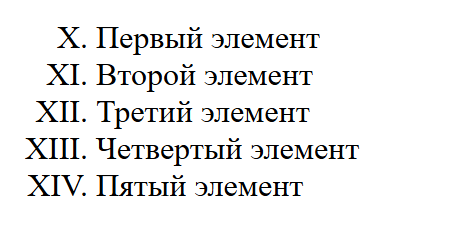 X. Первый элемент
XI. Второй элемент
XII. Третий элемент
XIII. Четвертый элемент
XIV. Пятый элемент